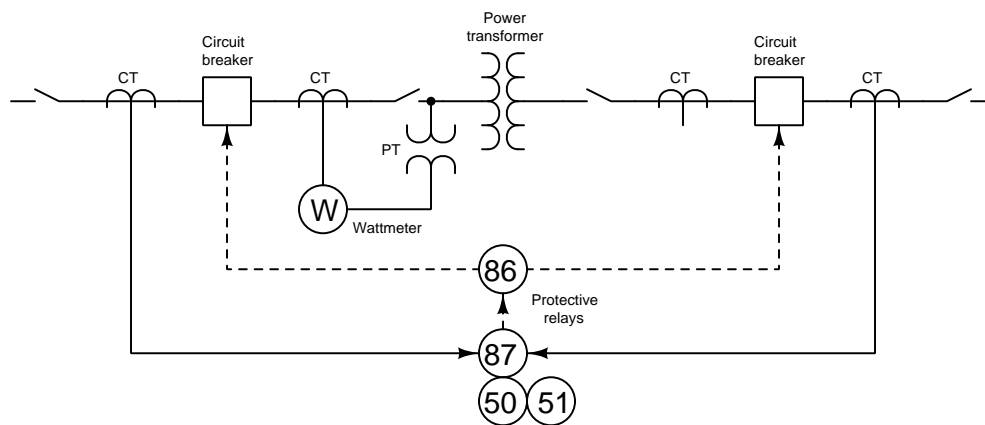 Power
transformer
Circuit
breaker
Circuit
breaker
CT
CT
CT
CT
PT
W
Wattmeter
86
Protective
relays
87
50
51